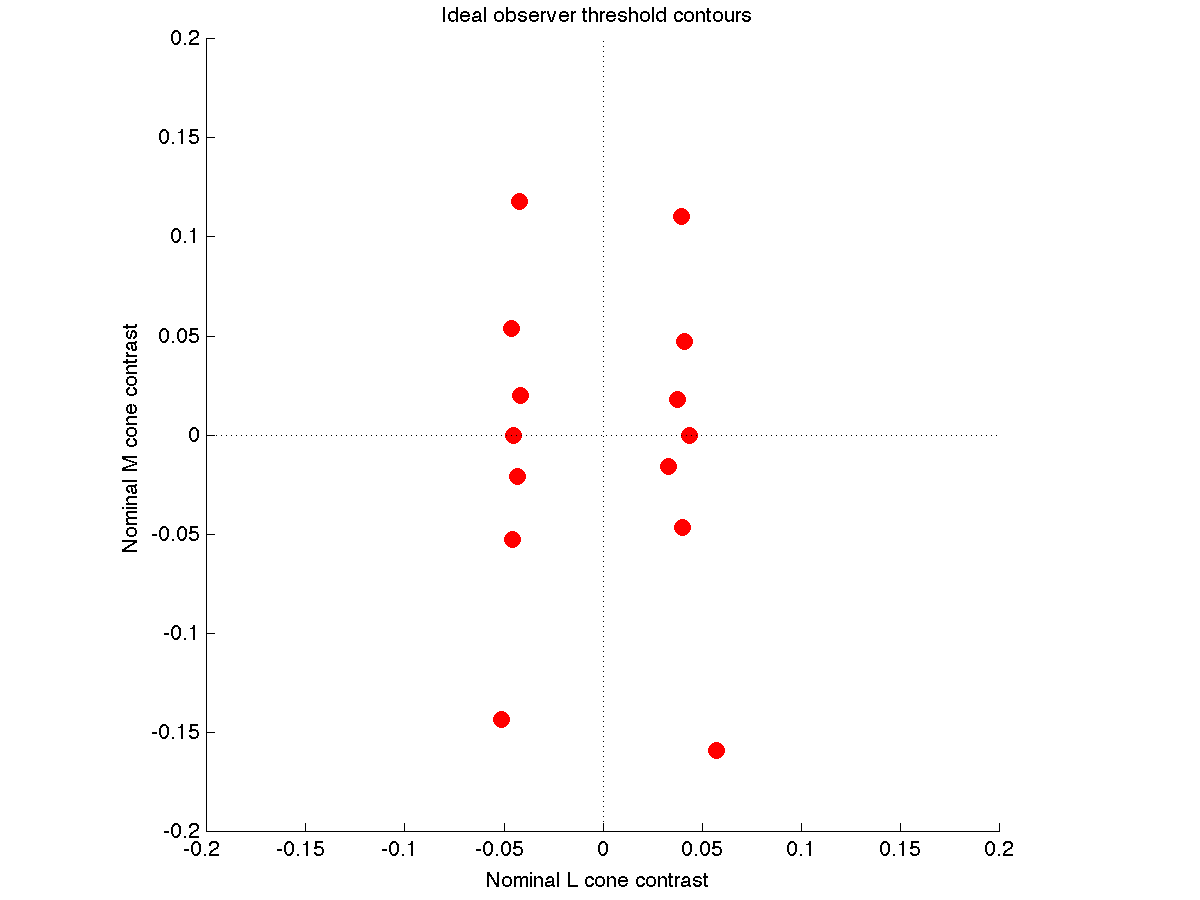 Ideal observer threshold contours
0.2
0.15
0.1
0.05
0
-0.05
-0.1
-0.15
-0.2
Nominal M cone contrast
-0.2 -0.15 -0.1 -0.05 0 0.05 0.1 0.15 0.2
Nominal L cone contrast